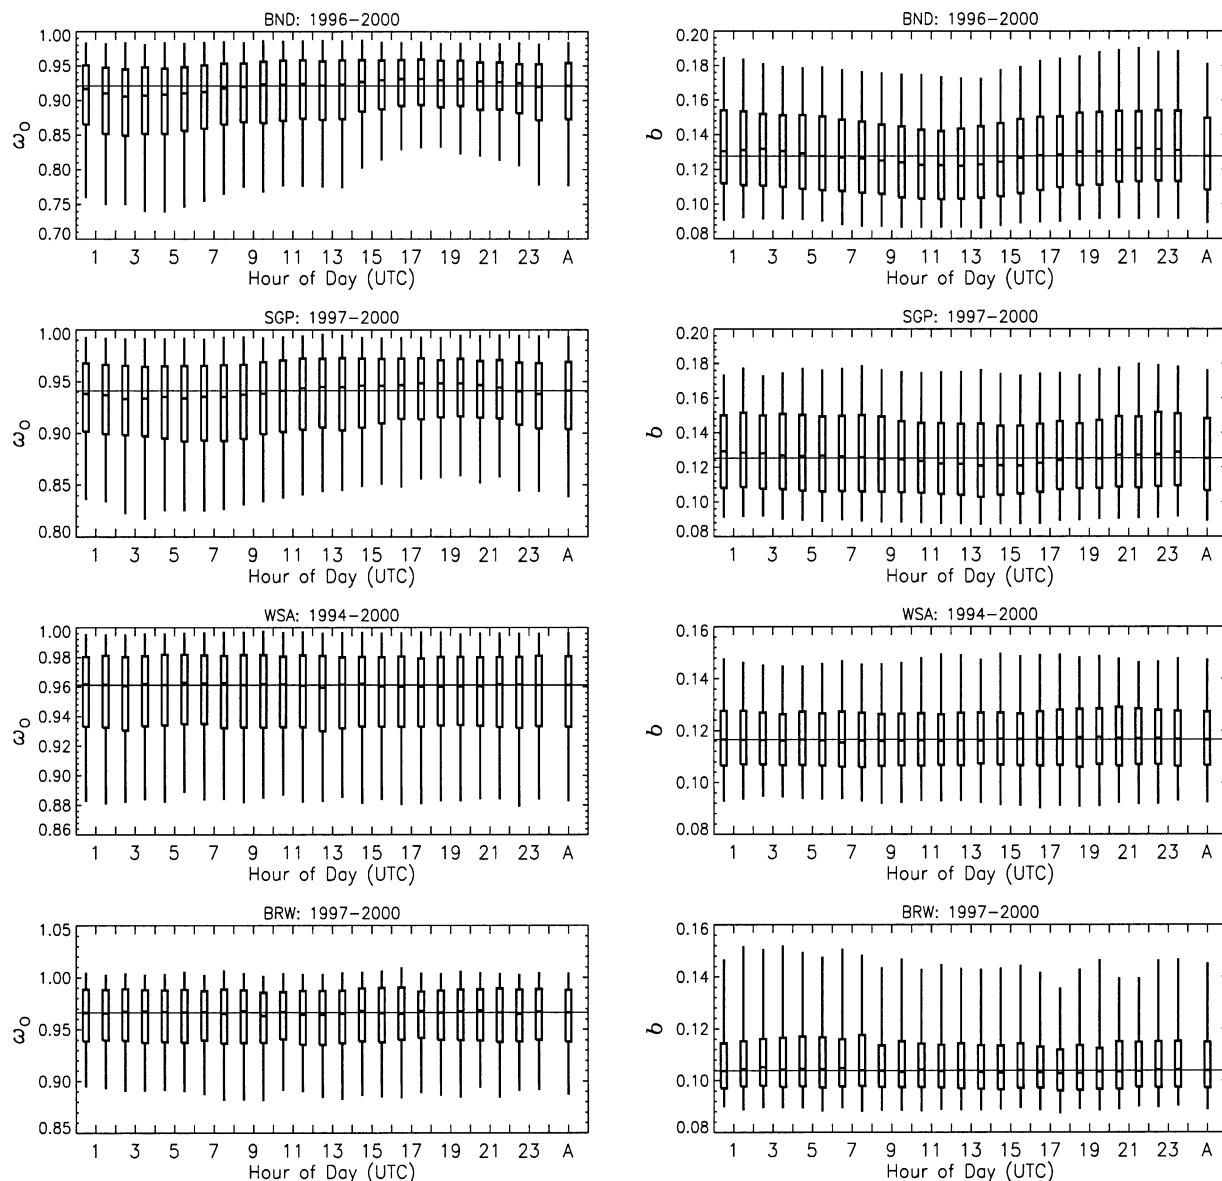 BND: 1996–2000
1.00
0.95
0.90
0.85
0.80
0.75
0.70
ω₀
1 3 5 7 9 11 13 15 17 19 21 23 A
Hour of Day (UTC)
BND: 1996–2000
0.20
0.18
0.16
0.14
0.12
0.10
0.08
b
1 3 5 7 9 11 13 15 17 19 21 23 A
Hour of Day (UTC)
SGP: 1997–2000
1.00
0.95
0.90
0.85
0.80
ω₀
1 3 5 7 9 11 13 15 17 19 21 23 A
Hour of Day (UTC)
SGP: 1997–2000
0.20
0.18
0.16
0.14
0.12
0.10
0.08
b
1 3 5 7 9 11 13 15 17 19 21 23 A
Hour of Day (UTC)
WSA: 1994–2000
1.00
0.98
0.96
0.94
0.92
0.90
0.88
0.86
ω₀
1 3 5 7 9 11 13 15 17 19 21 23 A
Hour of Day (UTC)
WSA: 1994–2000
0.16
0.14
0.12
0.10
0.08
b
1 3 5 7 9 11 13 15 17 19 21 23 A
Hour of Day (UTC)
BRW: 1997–2000
1.05
1.00
0.95
0.90
0.85
ω₀
1 3 5 7 9 11 13 15 17 19 21 23 A
Hour of Day (UTC)
BRW: 1997–2000
0.16
0.14
0.12
0.10
0.08
b
1 3 5 7 9 11 13 15 17 19 21 23 A
Hour of Day (UTC)